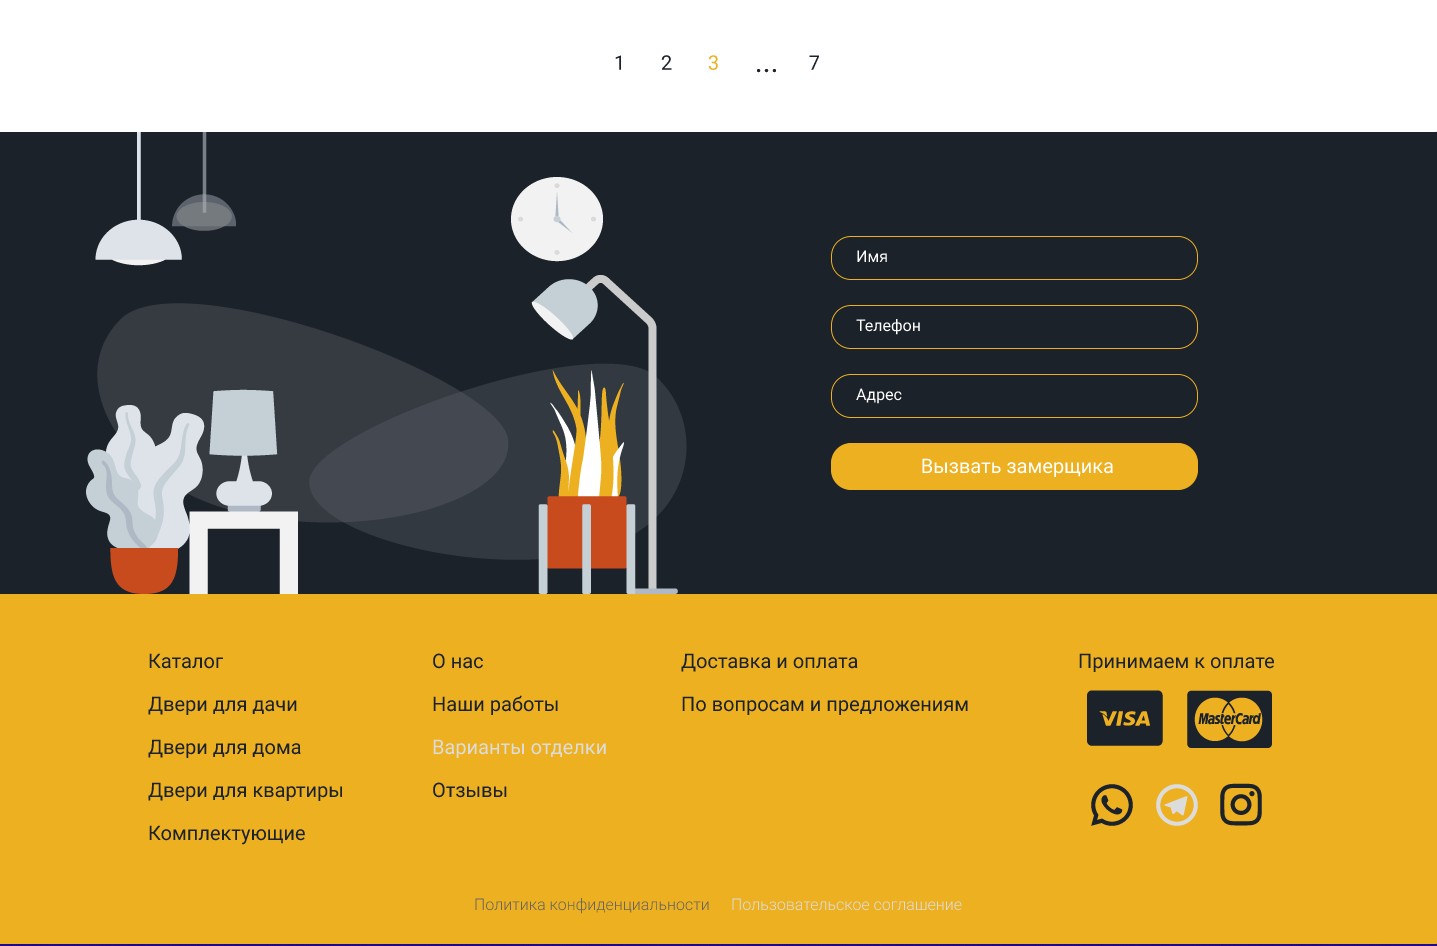 1 2 3 ... 7
Имя
Телефон
Адрес
Вызвать замерщика
Каталог
Двери для дачи
Двери для дома
Двери для квартиры
Комплектующие
О нас
Наши работы
Варианты отделки
Отзывы
Доставка и оплата
По вопросам и предложениям
Принимаем к оплате
VISA MasterCard
Политика конфиденциальности Пользовательское соглашение